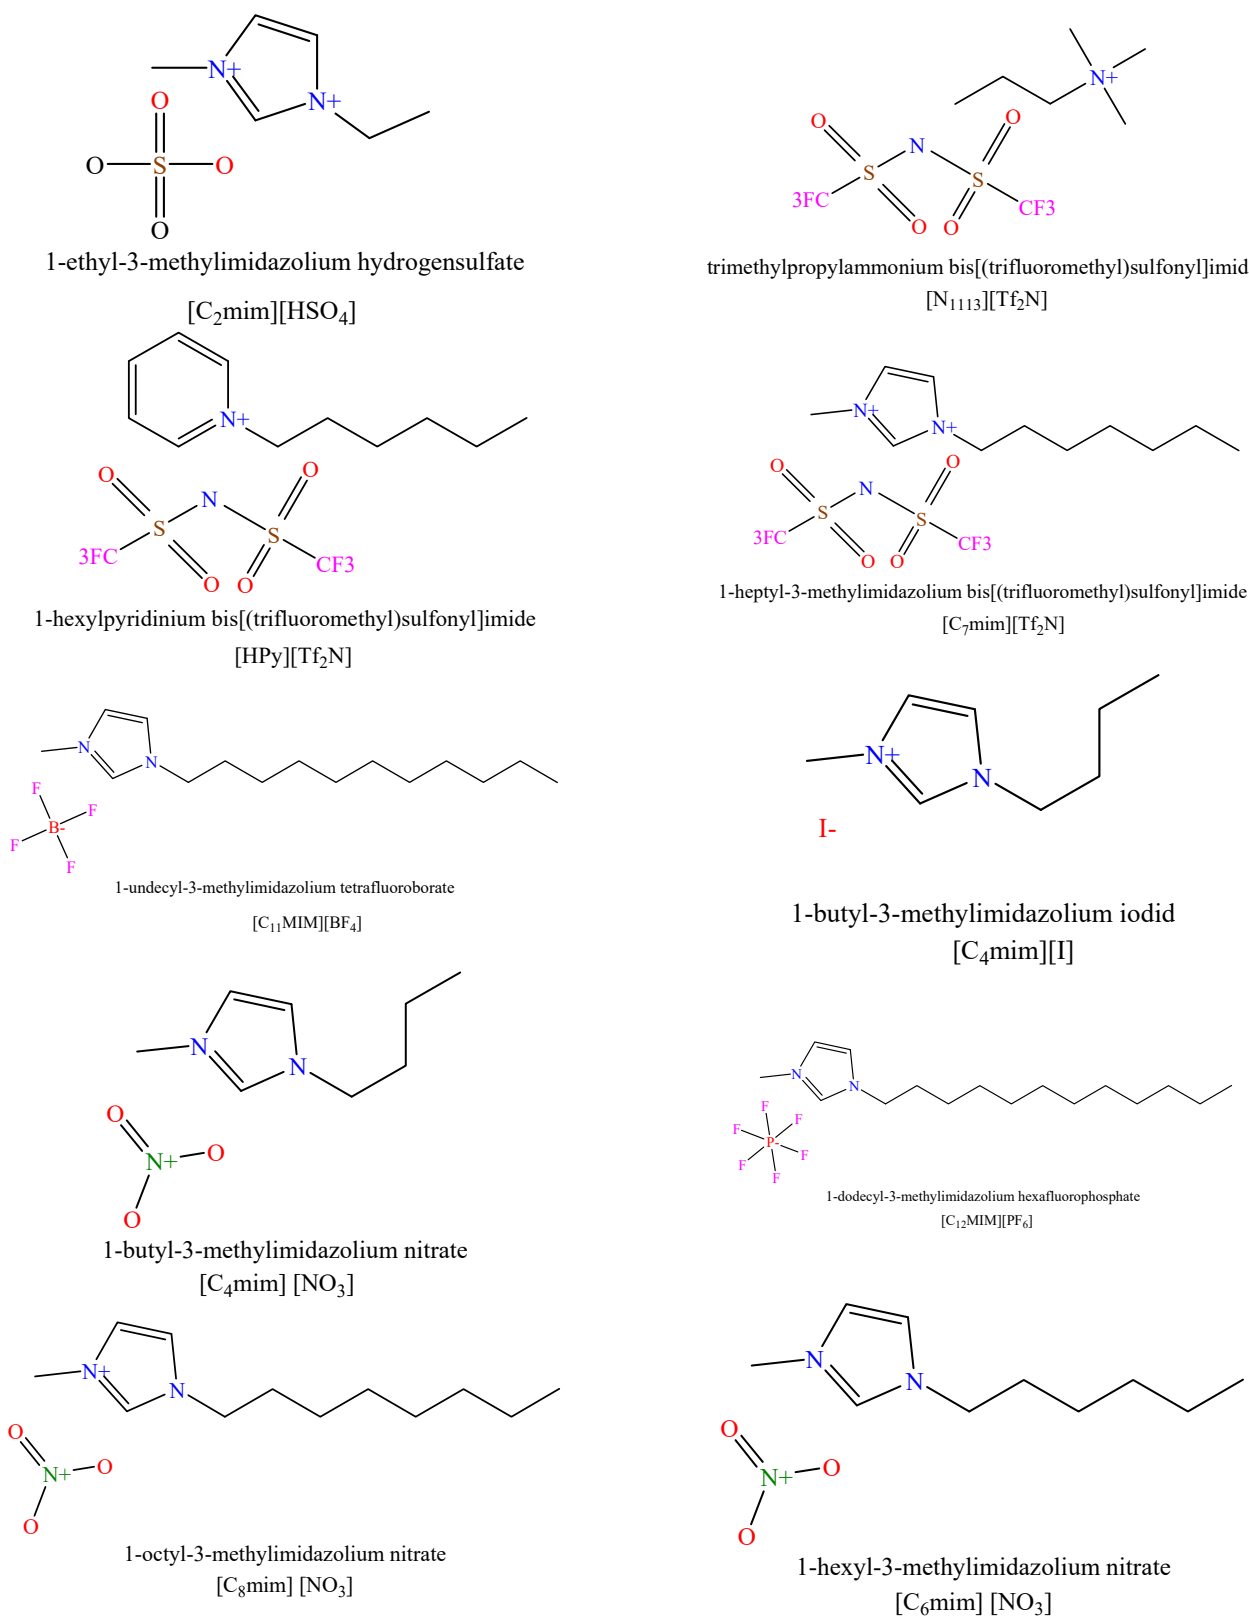 N+
N+
O
O
S
O
O
1-ethyl-3-methylimidazolium hydrogensulfate
[C2mim][HSO4]
N+
O
O
N
S
S
3FC
CF3
O
O
trimethylpropylammonium bis[(trifluoromethyl)sulfonyl]imid
[N1113][Tf2N]
N+
O
O
N
S
S
3FC
CF3
O
O
1-hexylpyridinium bis[(trifluoromethyl)sulfonyl]imide
[HPy][Tf2N]
N+
N+
O
O
N
S
S
3FC
CF3
O
O
1-heptyl-3-methylimidazolium bis[(trifluoromethyl)sulfonyl]imide
[C7mim][Tf2N]
N
N
F
F
B-
F
F
1-undecyl-3-methylimidazolium tetrafluoroborate
[C11MIM][BF4]
N+
N
I-
1-butyl-3-methylimidazolium iodid
[C4mim][I]
N
N
O
O
N+
O
1-butyl-3-methylimidazolium nitrate
[C4mim] [NO3]
N
N
F
F
F
P-
F
F
F
1-dodecyl-3-methylimidazolium hexafluorophosphate
[C12MIM][PF6]
N+
N
O
O
N+
O
1-octyl-3-methylimidazolium nitrate
[C8mim] [NO3]
N
N
O
O
N+
O
1-hexyl-3-methylimidazolium nitrate
[C6mim] [NO3]